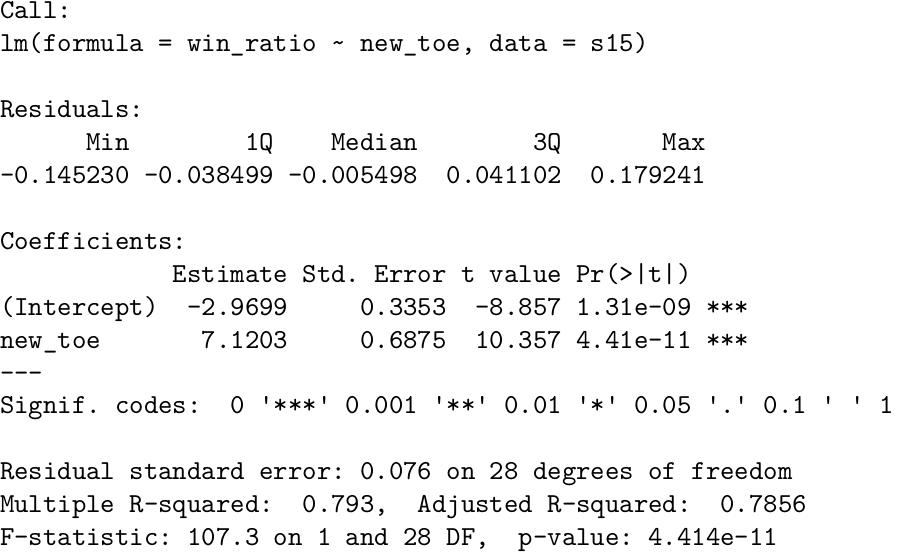 Call:
lm(formula = win_ratio ~ new_toe, data = s15)
Residuals:
Min 1Q Median 3Q Max
-0.145230 -0.038499 -0.005498 0.041102 0.179241
Coefficients:
Estimate Std. Error t value Pr(>|t|)
(Intercept) -2.9699 0.3353 -8.857 1.31e-09 ***
new_toe 7.1203 0.6875 10.357 4.41e-11 ***
---
Signif. codes: 0 '***' 0.001 '**' 0.01 '*' 0.05 '.' 0.1 ' ' 1
Residual standard error: 0.076 on 28 degrees of freedom
Multiple R-squared: 0.793, Adjusted R-squared: 0.7856
F-statistic: 107.3 on 1 and 28 DF, p-value: 4.414e-11